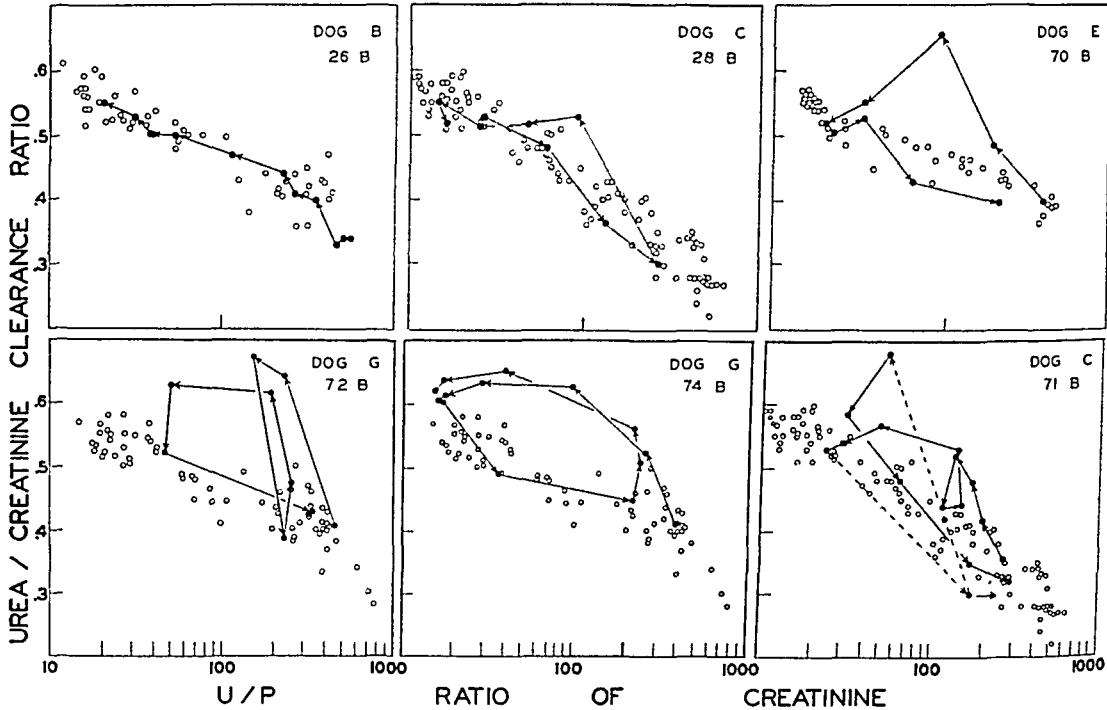 DOG B
26 B
DOG C
28 B
DOG E
70 B
.6
.5
.4
.3
DOG G
72 B
DOG G
74 B
DOG C
71 B
.6
.5
.4
.3
10 100 1000 100 1000 100 1000
UREA / CREATININE CLEARANCE RATIO
U/P RATIO OF CREATININE